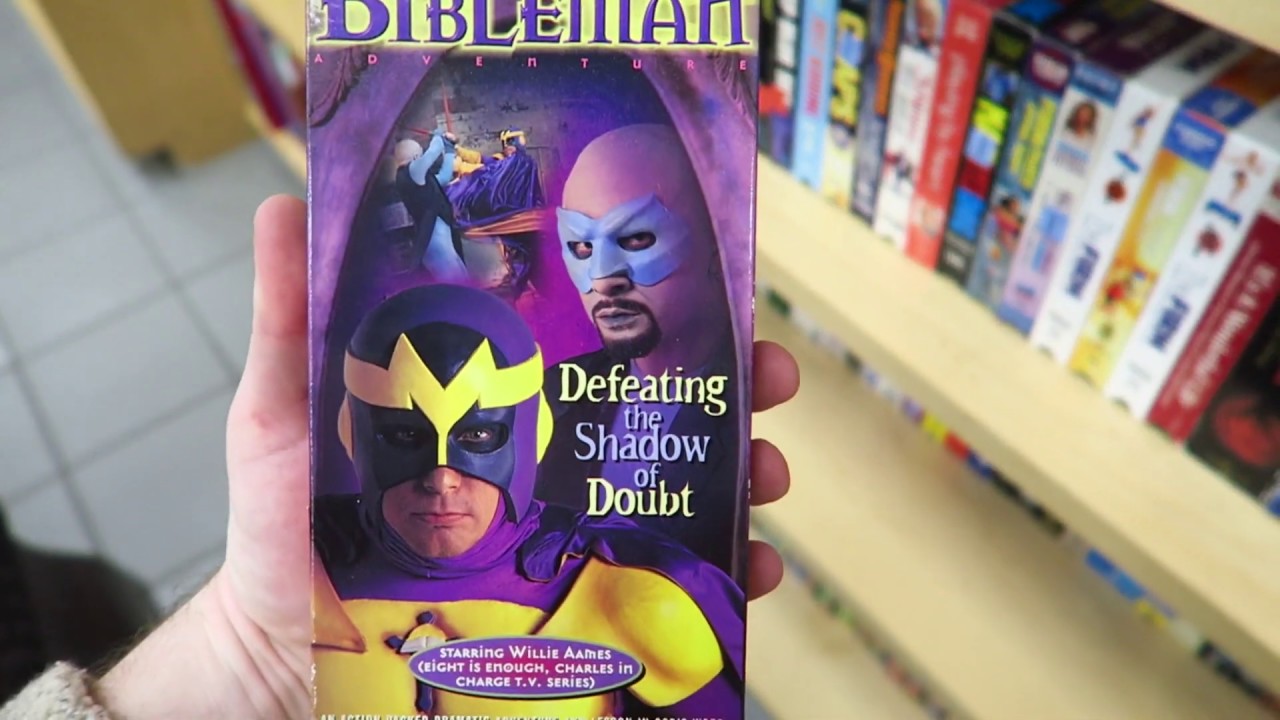 BIBLEMAN
ADVENTURE
Defeating
the
Shadow
of
Doubt
STARRING WILLIE AAMES
(EIGHT IS ENOUGH, CHARLES IN
CHARGE T.V. SERIES)